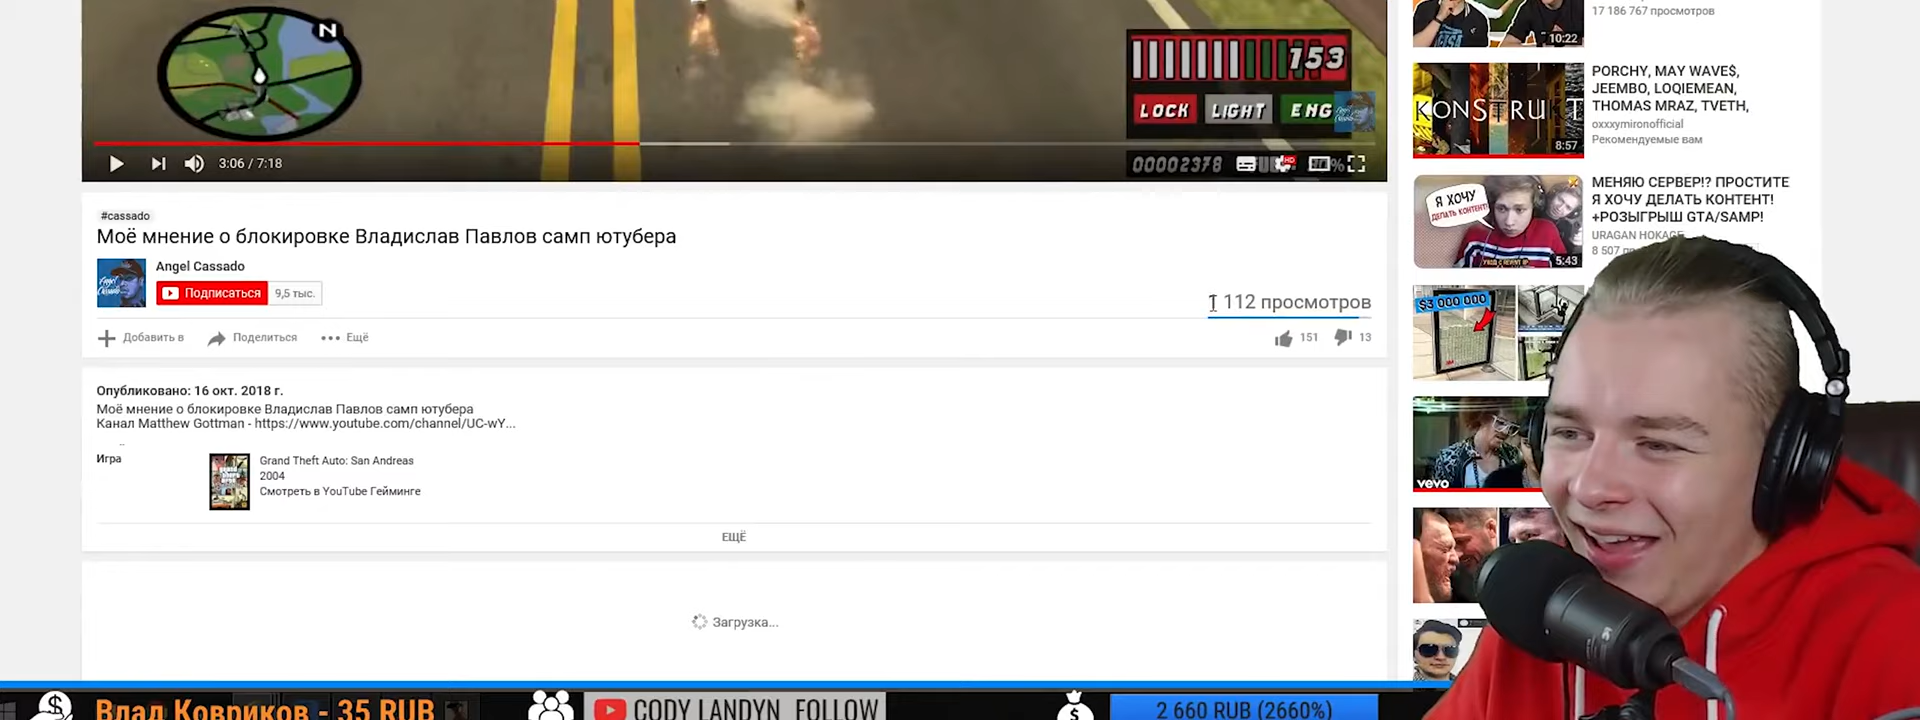 N
153
LOCK LIGHT ENG
3:06 / 7:18
00002378
HD
%
#cassado
Моё мнение о блокировке Владислав Павлов самп ютубера
Angel Cassado
Подписаться 9,5 тыс.
112 просмотров
Добавить в Поделиться Ещё
151 13
Опубликовано: 16 окт. 2018 г.
Моё мнение о блокировке Владислав Павлов самп ютубера
Канал Matthew Gottman - https://www.youtube.com/channel/UC-wY...
Игра
Grand Theft Auto: San Andreas
2004
Смотреть в YouTube Гейминге
ЕЩЁ
Загрузка...
17 186 767 просмотров
10:22
KONSTRUKT
8:57
PORCHY, MAY WAVE$,
JEEMBO, LOQIEMEAN,
THOMAS MRAZ, TVETH,
oxxxymironofficial
Рекомендуемые вам
Я ХОЧУ
ДЕЛАТЬ КОНТЕНТ!
5:43
МЕНЯЮ СЕРВЕР!? ПРОСТИТЕ
Я ХОЧУ ДЕЛАТЬ КОНТЕНТ!
+РОЗЫГРЫШ GTA/SAMP!
URAGAN HOKAGE
8 507
$3 000 000
vevo
Влад Ковриков - 35 RUB
CODY_LANDYN_FOLLOW
2 660 RUB (2660%)